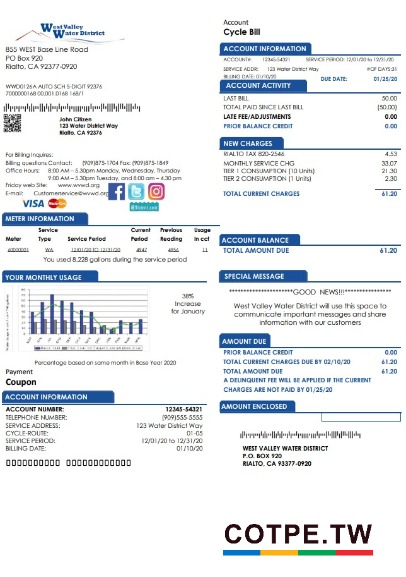 West Valley
Water District
855 WEST Base Line Road
PO Box 920
Rialto, CA 92377-0920
WWD0126A AUTO SCH 5-DIGIT 92376
7000000168 00.001.0168 168/1
John Citizen
123 Water District Way
Rialto, CA 92376
For Billing Inquires:
Billing questions Contact: (909)875-1704 Fax: (909)875-1849
Office Hours: 8:00 AM – 5:30pm Monday, Wednesday, Thursday
9:00 AM – 5:30pm Tuesday, and 8:00 am – 4:30 pm
Friday web Site: www.wvwd.org
E-mail: Customerservice@wvwd.org
VISA MasterCard
METER INFORMATION
Service Current Previous Usage
Meter Type Service Period Period Reading in ccf
60000001 WA 12/01/20 to 12/31/20 4947 4956 11
You used 8,228 gallons during the service period
YOUR MONTHLY USAGE
38%
Increase
for January
Percentage based on same month in Base Year 2020
Payment
Coupon
ACCOUNT INFORMATION
ACCOUNT NUMBER: 12345-54321
TELEPHONE NUMBER: (909)555-5555
SERVICE ADDRESS: 123 Water District Way
CYCLE-ROUTE: 01-05
SERVICE PERIOD: 12/01/20 to 12/31/20
BILLING DATE: 01/10/20
Account
Cycle Bill
ACCOUNT INFORMATION
ACCOUNT#: 12345-54321 SERVICE PERIOD: 12/01/20 to 12/31/20
SERVICE ADDR: 123 Water District Way #OF DAYS:31
BILLING DATE: 01/10/20 DUE DATE: 01/25/20
ACCOUNT ACTIVITY
LAST BILL 50.00
TOTAL PAID SINCE LAST BILL (50.00)
LATE FEE/ADJUSTMENTS 0.00
PRIOR BALANCE CREDIT 0.00
NEW CHARGES
RIALTO TAX 820-2546 4.53
MONTHLY SERVICE CHG 33.07
TIER 1 CONSUMPTION (10 Units) 21.30
TIER 2 CONSUMPTION (1 Units) 2.30
TOTAL CURRENT CHARGES 61.20
ACCOUNT BALANCE
TOTAL AMOUNT DUE 61.20
SPECIAL MESSAGE
********************GOOD NEWS!!!*******************
West Valley Water District will use this space to
communicate important messages and share
information with our customers
AMOUNT DUE
PRIOR BALANCE CREDIT 0.00
TOTAL CURRENT CHARGES DUE BY 02/10/20 61.20
TOTAL AMOUNT DUE 61.20
A DELINQUENT FEE WILL BE APPLIED IF THE CURRENT
CHARGES ARE NOT PAID BY 01/25/20
AMOUNT ENCLOSED
WEST VALLEY WATER DISTRICT
P.O. BOX 920
RIALTO, CA 93377-0920
COTPE.TW